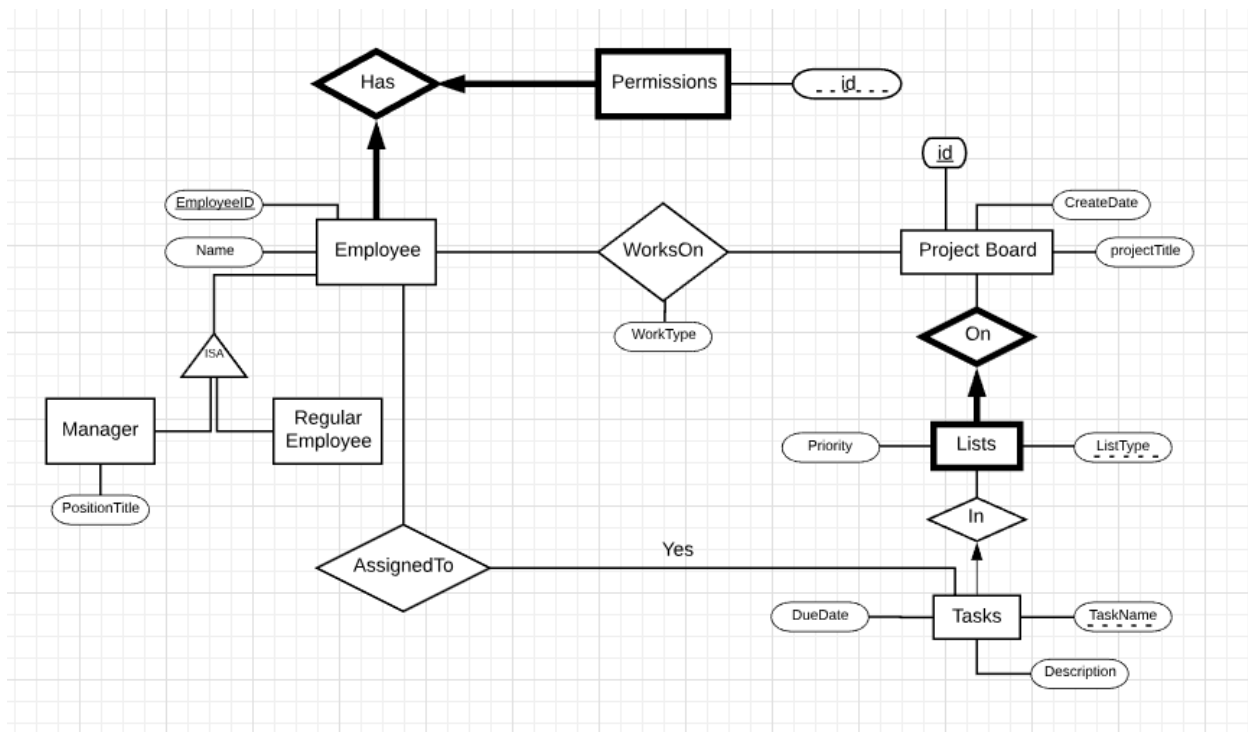 Has
Permissions
id
id
EmployeeID
CreateDate
Name
Employee
WorksOn
Project Board
projectTitle
WorkType
On
ISA
Manager
Regular
Employee
Priority
Lists
ListType
PositionTitle
In
Yes
AssignedTo
DueDate
Tasks
TaskName
Description